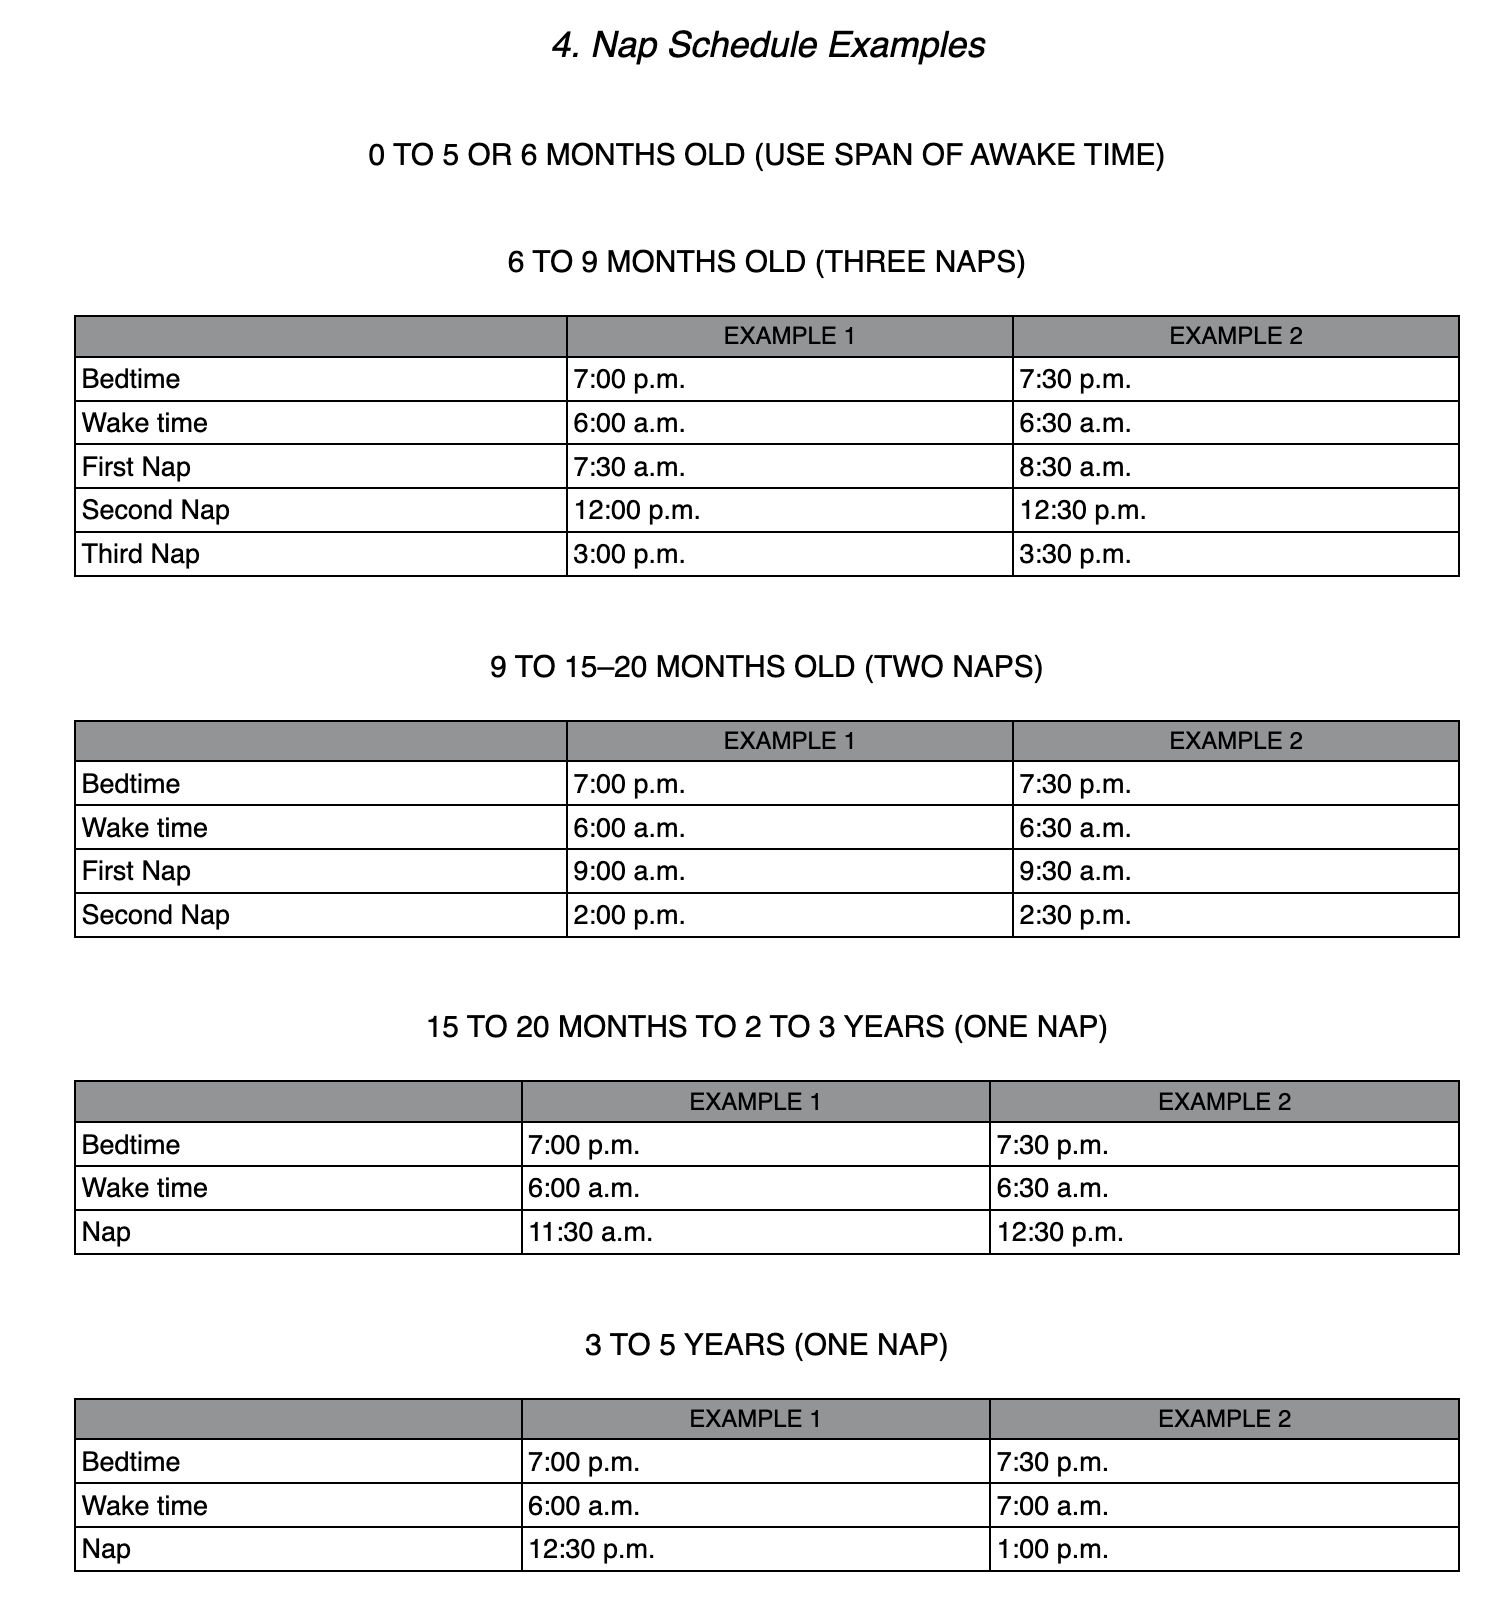 4. Nap Schedule Examples
0 TO 5 OR 6 MONTHS OLD (USE SPAN OF AWAKE TIME)
6 TO 9 MONTHS OLD (THREE NAPS)
EXAMPLE 1 EXAMPLE 2
Bedtime 7:00 p.m. 7:30 p.m.
Wake time 6:00 a.m. 6:30 a.m.
First Nap 7:30 a.m. 8:30 a.m.
Second Nap 12:00 p.m. 12:30 p.m.
Third Nap 3:00 p.m. 3:30 p.m.
9 TO 15–20 MONTHS OLD (TWO NAPS)
EXAMPLE 1 EXAMPLE 2
Bedtime 7:00 p.m. 7:30 p.m.
Wake time 6:00 a.m. 6:30 a.m.
First Nap 9:00 a.m. 9:30 a.m.
Second Nap 2:00 p.m. 2:30 p.m.
15 TO 20 MONTHS TO 2 TO 3 YEARS (ONE NAP)
EXAMPLE 1 EXAMPLE 2
Bedtime 7:00 p.m. 7:30 p.m.
Wake time 6:00 a.m. 6:30 a.m.
Nap 11:30 a.m. 12:30 p.m.
3 TO 5 YEARS (ONE NAP)
EXAMPLE 1 EXAMPLE 2
Bedtime 7:00 p.m. 7:30 p.m.
Wake time 6:00 a.m. 7:00 a.m.
Nap 12:30 p.m. 1:00 p.m.